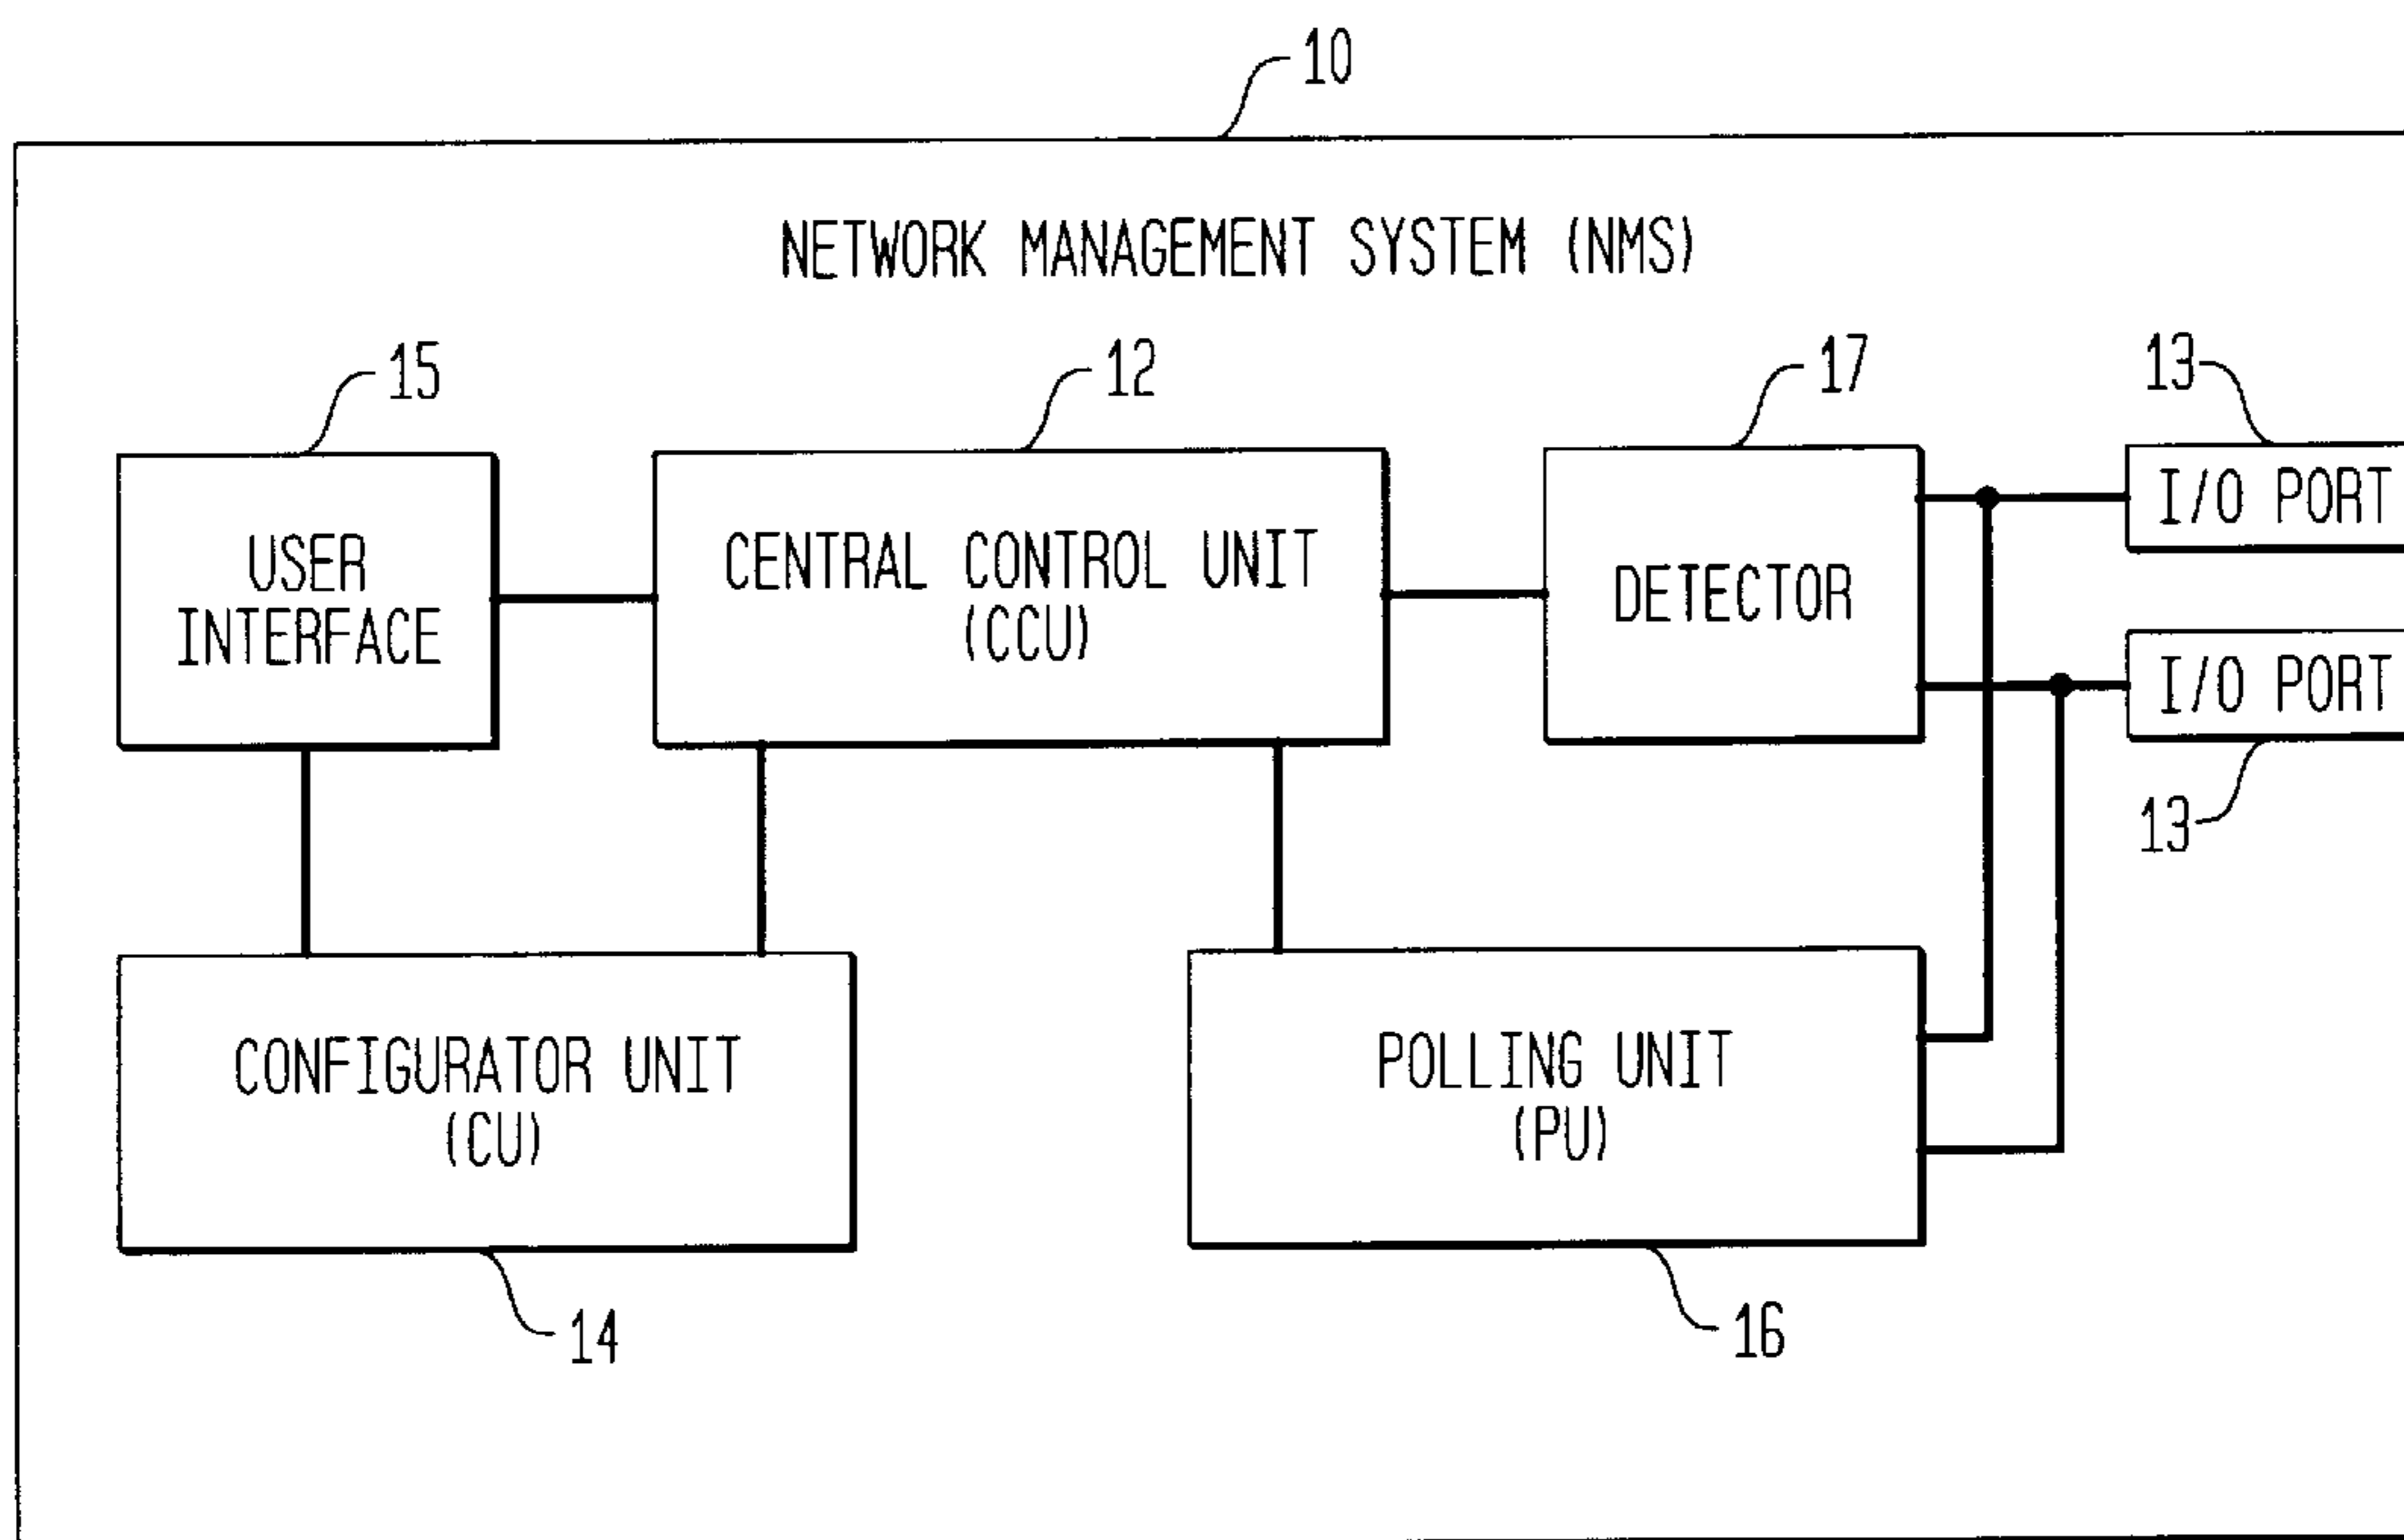 10
NETWORK MANAGEMENT SYSTEM (NMS)
15
12
17
13
USER
INTERFACE
CENTRAL CONTROL UNIT
(CCU)
DETECTOR
I/O PORT
I/O PORT
13
CONFIGURATOR UNIT
(CU)
POLLING UNIT
(PU)
14
16